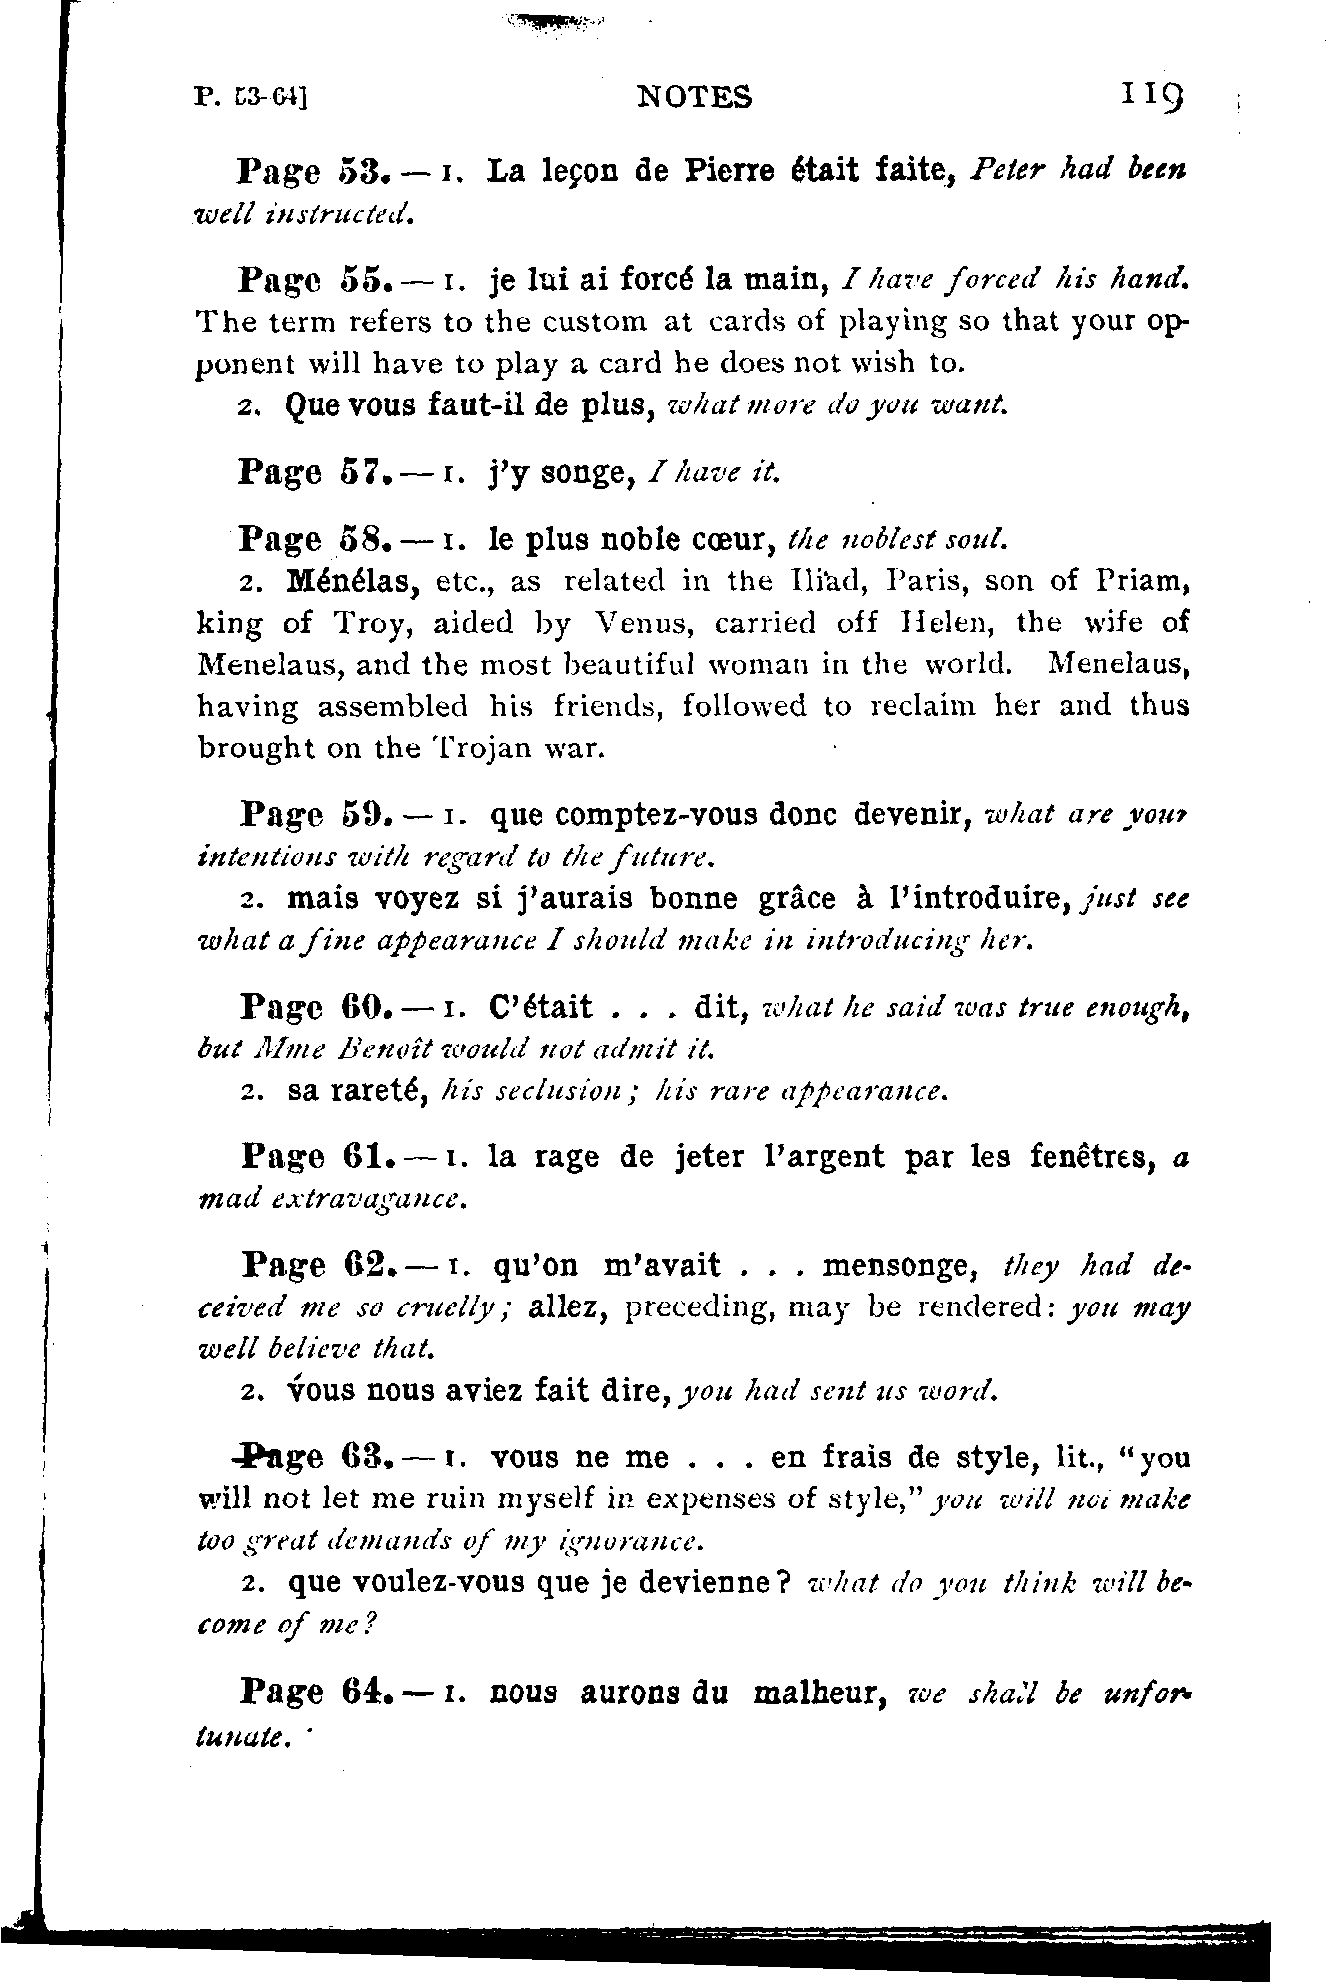 P. 53-64] NOTES 119
Page 53. — 1. La leçon de Pierre était faite, Peter had been
well instructed.
Page 55. — 1. je lui ai forcé la main, I have forced his hand.
The term refers to the custom at cards of playing so that your op-
ponent will have to play a card he does not wish to.
2. Que vous faut-il de plus, what more do you want.
Page 57. — 1. j'y songe, I have it.
Page 58. — 1. le plus noble cœur, the noblest soul.
2. Ménélas, etc., as related in the Iliad, Paris, son of Priam,
king of Troy, aided by Venus, carried off Helen, the wife of
Menelaus, and the most beautiful woman in the world. Menelaus,
having assembled his friends, followed to reclaim her and thus
brought on the Trojan war.
Page 59. — 1. que comptez-vous donc devenir, what are your
intentions with regard to the future.
2. mais voyez si j'aurais bonne grâce à l'introduire, just see
what a fine appearance I should make in introducing her.
Page 60. — 1. C'était . . . dit, what he said was true enough,
but Mme Benoît would not admit it.
2. sa rareté, his seclusion; his rare appearance.
Page 61. — 1. la rage de jeter l'argent par les fenêtres, a
mad extravagance.
Page 62. — 1. qu'on m'avait . . . mensonge, they had de-
ceived me so cruelly; allez, preceding, may be rendered: you may
well believe that.
2. vous nous aviez fait dire, you had sent us word.
Page 63. — 1. vous ne me . . . en frais de style, lit., "you
will not let me ruin myself in expenses of style," you will not make
too great demands of my ignorance.
2. que voulez-vous que je devienne? what do you think will be-
come of me?
Page 64. — 1. nous aurons du malheur, we shall be unfor-
tunate.